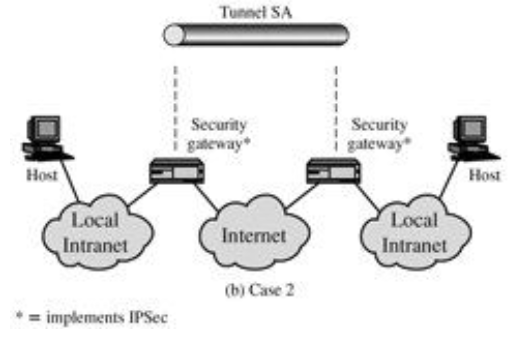 Tunnel SA
Security
gateway*
Security
gateway*
Host
Host
Local
Intranet
Internet
Local
Intranet
(b) Case 2
* = implements IPSec